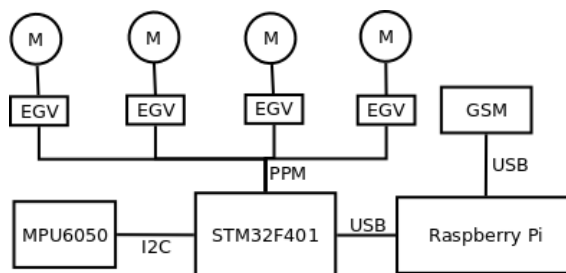 M M M M
EGV EGV EGV EGV GSM
PPM USB
MPU6050 I2C STM32F401 USB Raspberry Pi